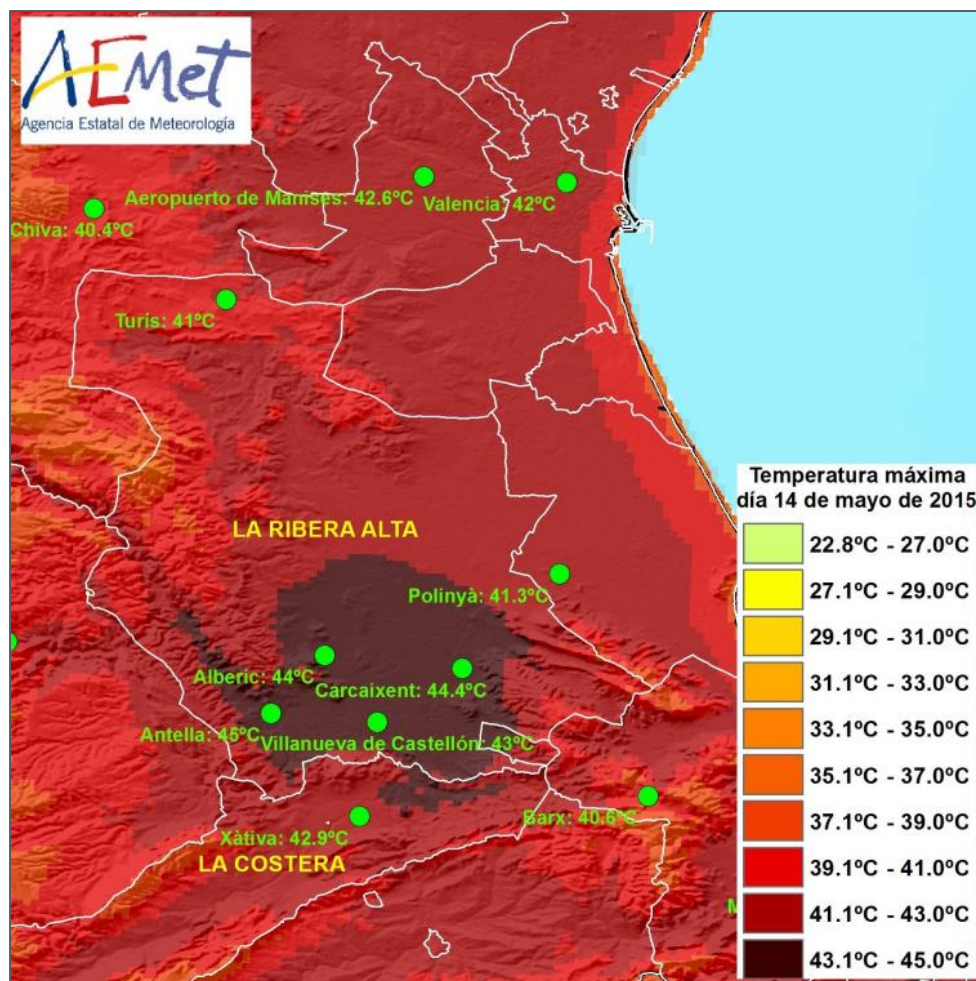 AEMet
Agencia Estatal de Meteorología
Aeropuerto de Manises: 42.6ºC
Valencia: 42ºC
Chiva: 40.4ºC
Turís: 41ºC
LA RIBERA ALTA
Polinyà: 41.3ºC
Alberic: 44ºC
Carcaixent: 44.4ºC
Antella: 45ºC
Villanueva de Castellón: 43ºC
Barx: 40.6ºC
Xàtiva: 42.9ºC
LA COSTERA
M
Temperatura máxima
día 14 de mayo de 2015
22.8ºC - 27.0ºC
27.1ºC - 29.0ºC
29.1ºC - 31.0ºC
31.1ºC - 33.0ºC
33.1ºC - 35.0ºC
35.1ºC - 37.0ºC
37.1ºC - 39.0ºC
39.1ºC - 41.0ºC
41.1ºC - 43.0ºC
43.1ºC - 45.0ºC